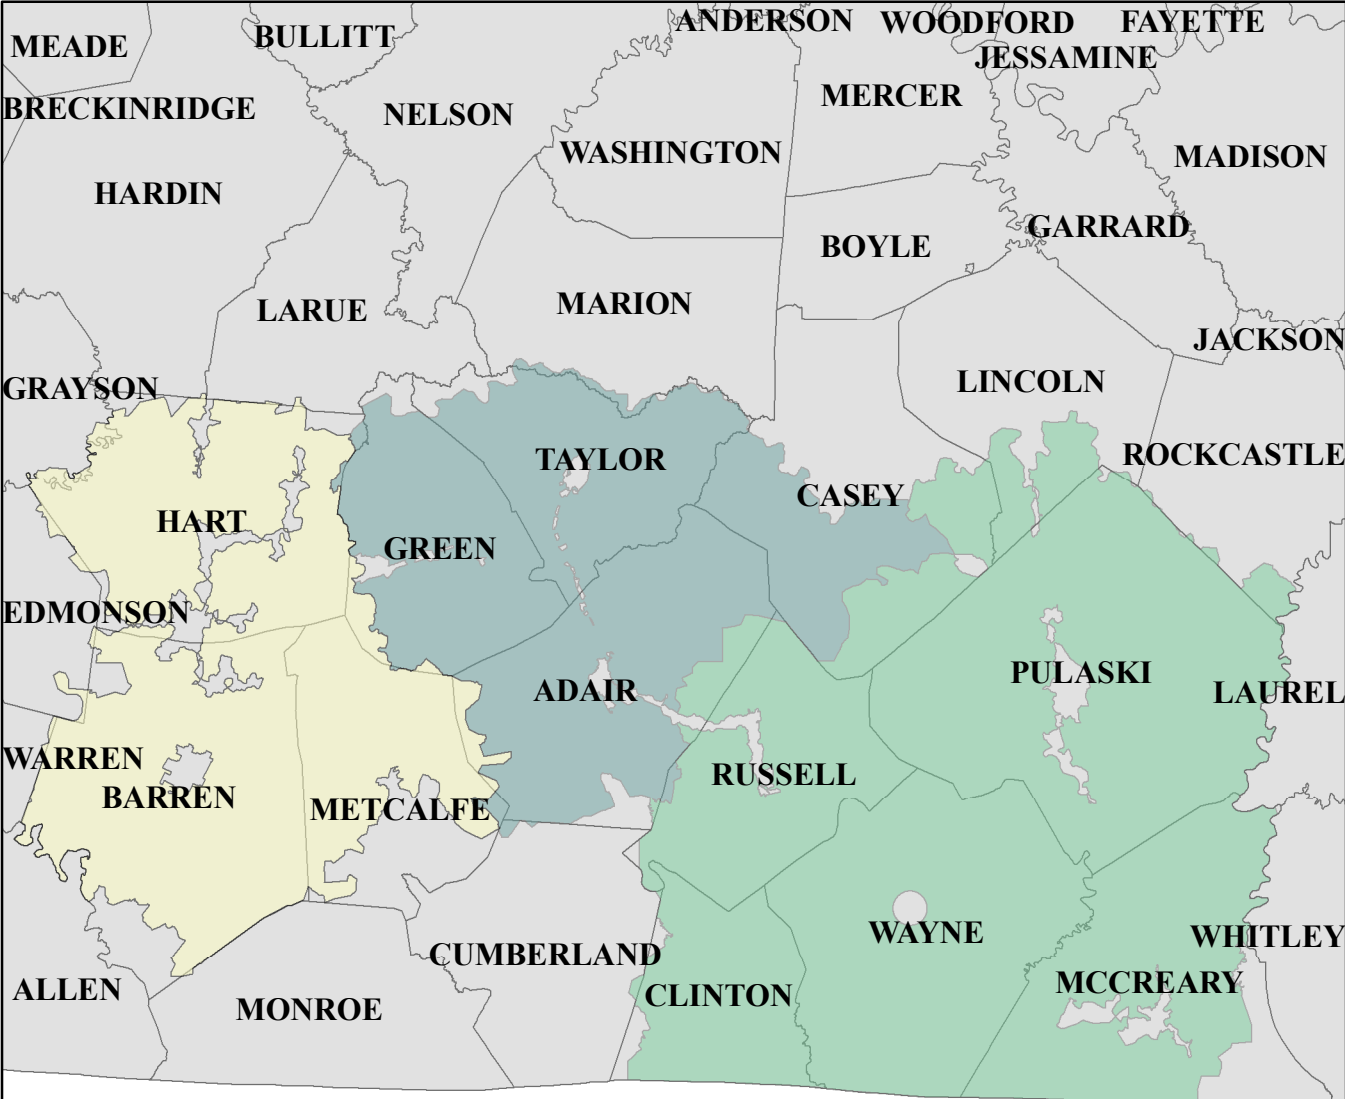 ANDERSON WOODFORD FAYETTE
MEADE BULLITT JESSAMINE
BRECKINRIDGE NELSON MERCER
WASHINGTON MADISON
HARDIN GARRARD
BOYLE
LARUE MARION JACKSON
GRAYSON LINCOLN
TAYLOR ROCKCASTLE
HART CASEY
GREEN
EDMONSON
ADAIR PULASKI LAUREL
WARREN RUSSELL
BARREN METCALFE
CUMBERLAND WAYNE WHITLEY
ALLEN MONROE CLINTON MCCREARY